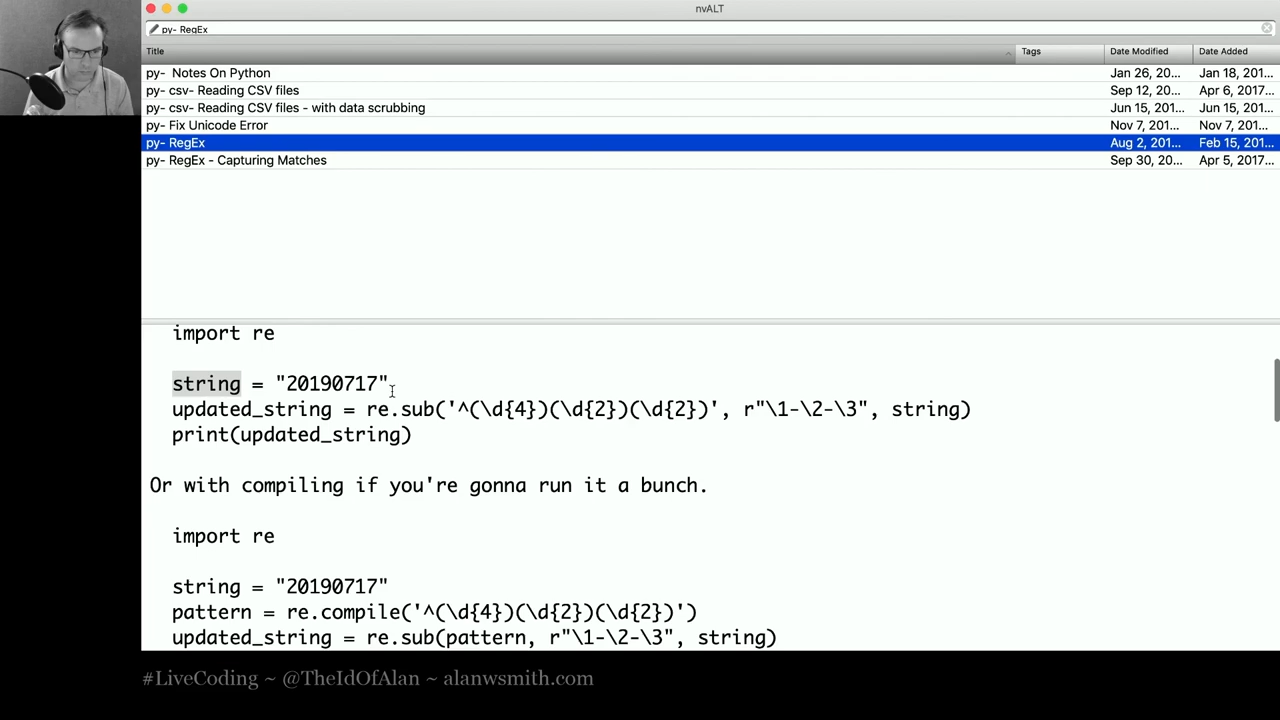 nvALT
py- RegEx
Title Tags Date Modified Date Added
py- Notes On Python Jan 26, 20... Jan 18, 201...
py- csv- Reading CSV files Sep 12, 20... Apr 6, 2017...
py- csv- Reading CSV files - with data scrubbing Jun 15, 201... Jun 15, 201...
py- Fix Unicode Error Nov 7, 201... Nov 7, 201...
py- RegEx Aug 2, 201... Feb 15, 201...
py- RegEx - Capturing Matches Sep 30, 20... Apr 5, 2017...
import re
string = "20190717"
updated_string = re.sub('^(\d{4})(\d{2})(\d{2})', r"\1-\2-\3", string)
print(updated_string)
Or with compiling if you're gonna run it a bunch.
import re
string = "20190717"
pattern = re.compile('^(\d{4})(\d{2})(\d{2})')
updated_string = re.sub(pattern, r"\1-\2-\3", string)
#LiveCoding ~ @TheIdOfAlan ~ alanwsmith.com